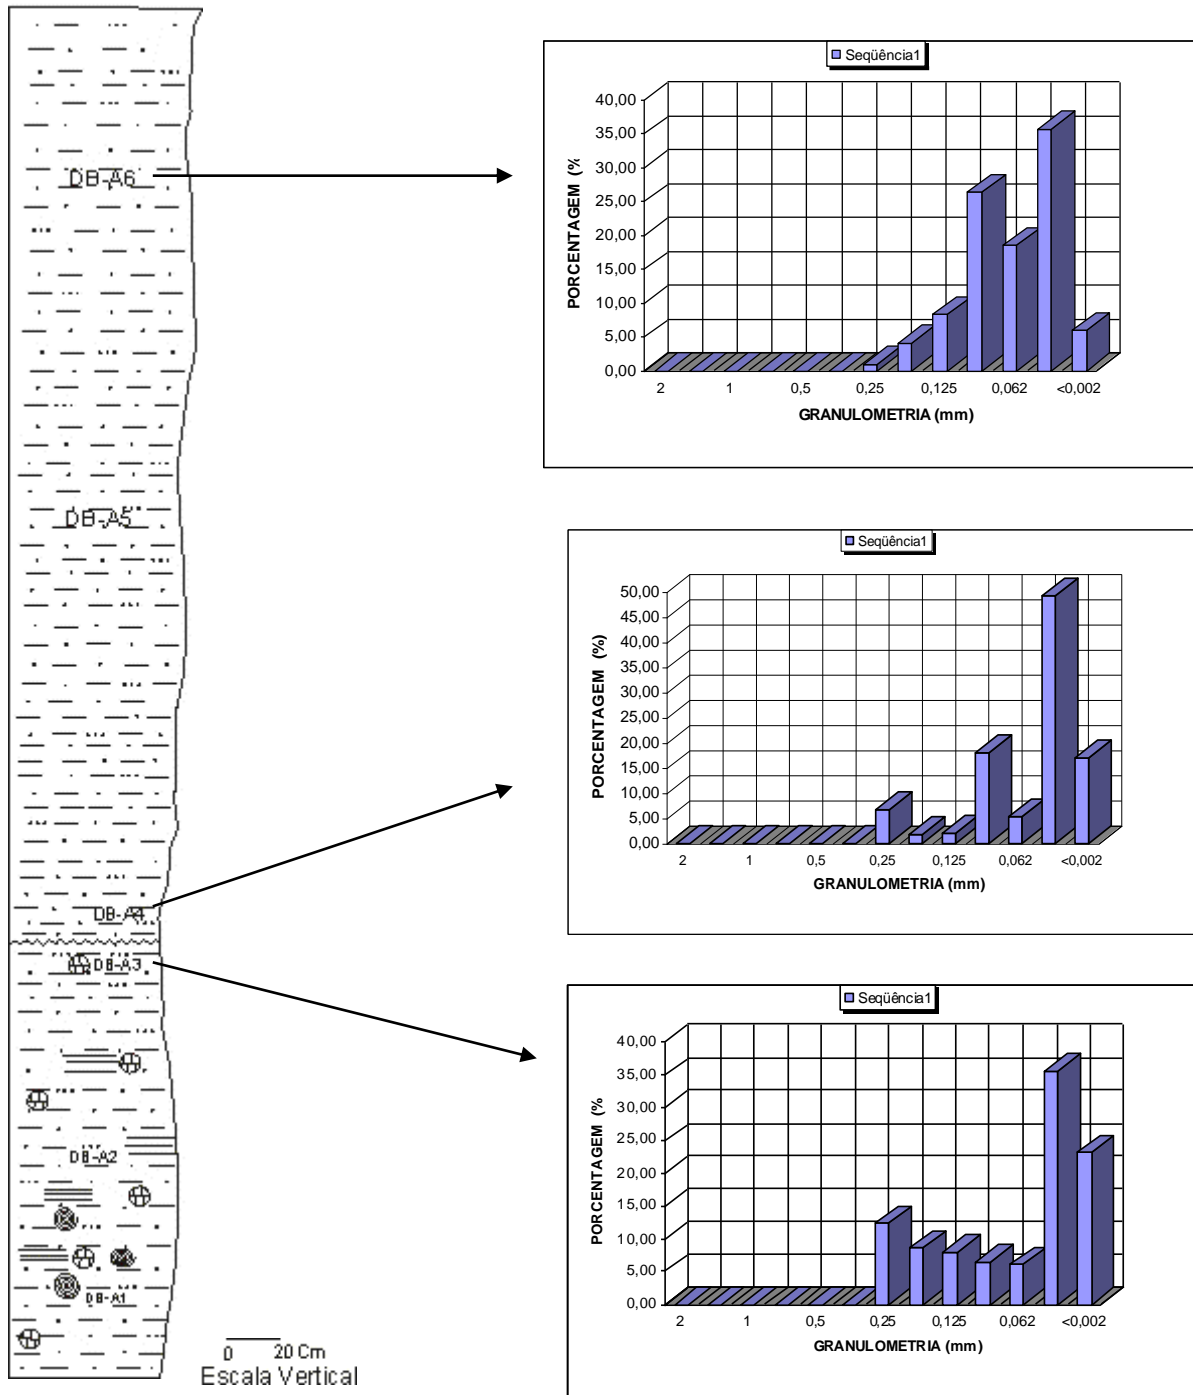 DB-A6
DB-A5
DB-A4
DB-A3
DB-A2
DB-A1
0 20 Cm
Escala Vertical
Seqüência1
PORCENTAGEM (%
40,00
35,00
30,00
25,00
20,00
15,00
10,00
5,00
0,00
2 1 0,5 0,25 0,125 0,062 <0,002
GRANULOMETRIA (mm)
Seqüência1
PORCENTAGEM (%)
50,00
45,00
40,00
35,00
30,00
25,00
20,00
15,00
10,00
5,00
0,00
2 1 0,5 0,25 0,125 0,062 <0,002
GRANULOMETRIA (mm)
Seqüência1
PORCENTAGEM (%
40,00
35,00
30,00
25,00
20,00
15,00
10,00
5,00
0,00
2 1 0,5 0,25 0,125 0,062 <0,002
GRANULOMETRIA (mm)